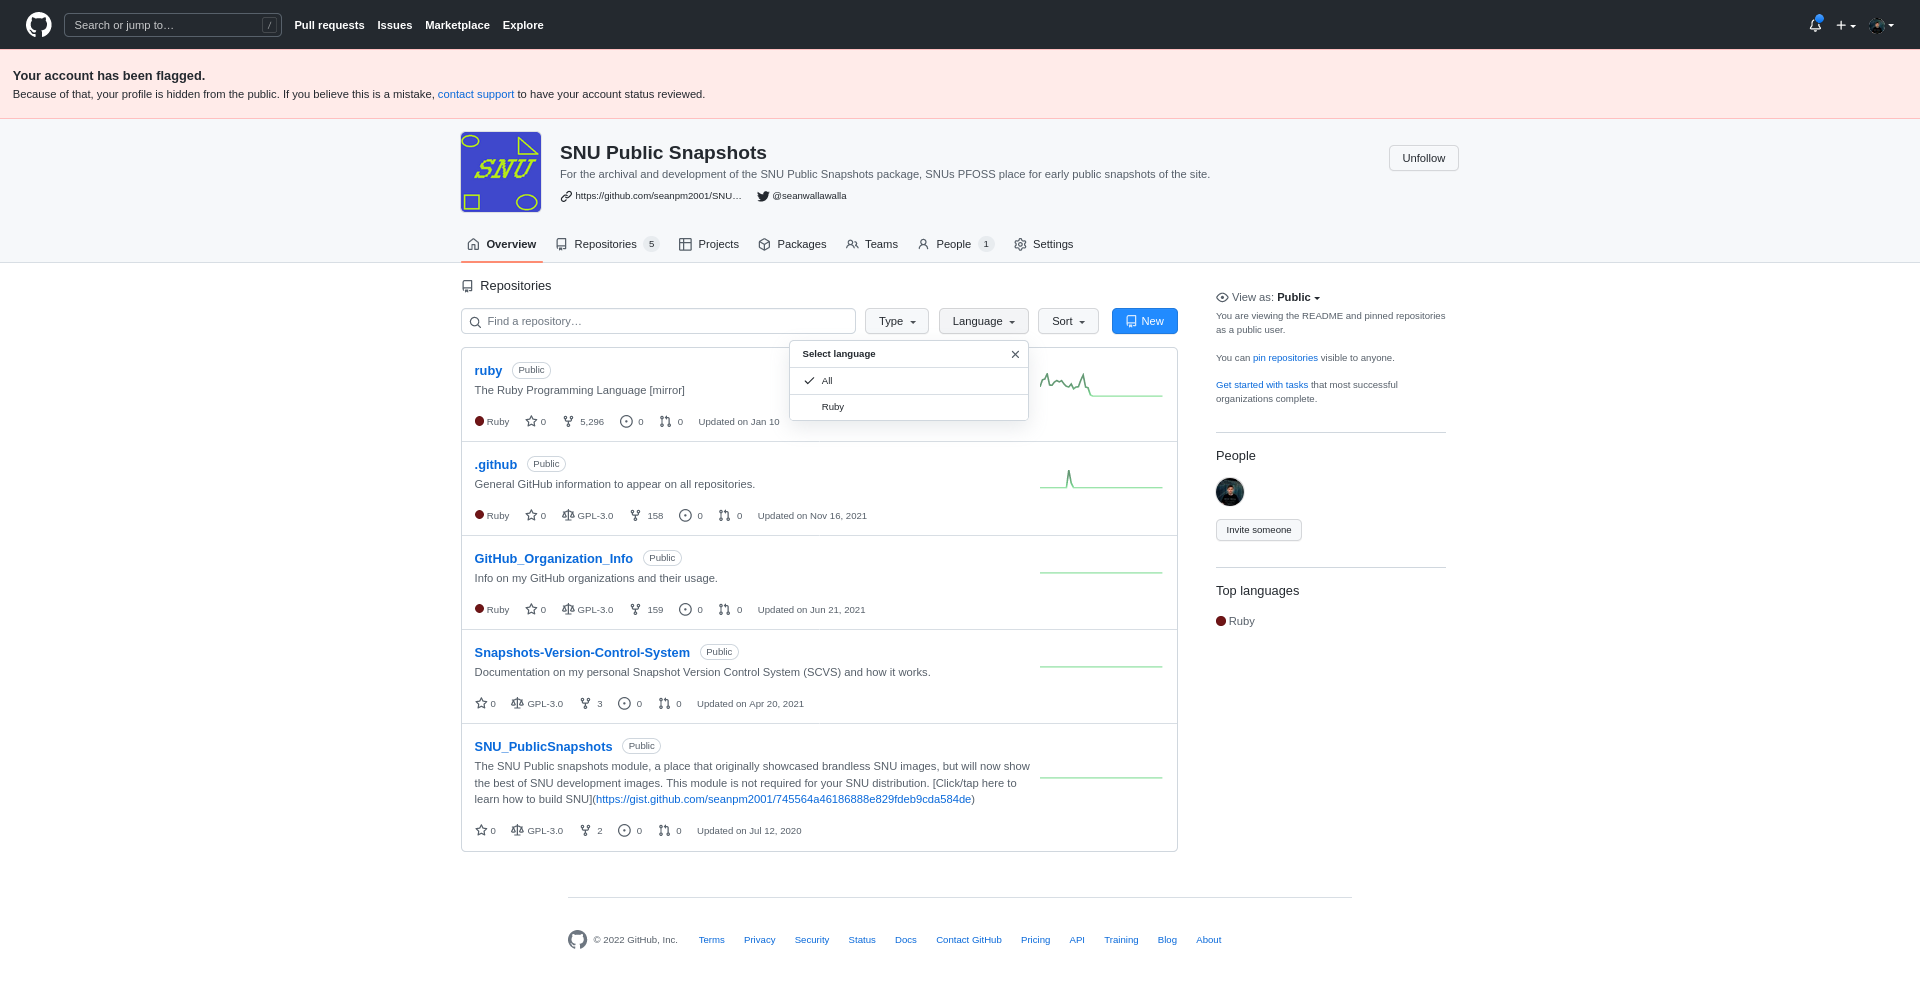 Search or jump to…
/
Pull requests Issues Marketplace Explore
Your account has been flagged.
Because of that, your profile is hidden from the public. If you believe this is a mistake, contact support to have your account status reviewed.
SNU
SNU Public Snapshots
For the archival and development of the SNU Public Snapshots package, SNUs PFOSS place for early public snapshots of the site.
https://github.com/seanpm2001/SNU… @seanwallawalla
Unfollow
Overview Repositories 5 Projects Packages Teams People 1 Settings
Repositories
Find a repository… Type Language Sort New
Select language
All
Ruby
ruby Public
The Ruby Programming Language [mirror]
Ruby 0 5,296 0 0 Updated on Jan 10
.github Public
General GitHub information to appear on all repositories.
Ruby 0 GPL-3.0 158 0 0 Updated on Nov 16, 2021
GitHub_Organization_Info Public
Info on my GitHub organizations and their usage.
Ruby 0 GPL-3.0 159 0 0 Updated on Jun 21, 2021
Snapshots-Version-Control-System Public
Documentation on my personal Snapshot Version Control System (SCVS) and how it works.
0 GPL-3.0 3 0 0 Updated on Apr 20, 2021
SNU_PublicSnapshots Public
The SNU Public snapshots module, a place that originally showcased brandless SNU images, but will now show
the best of SNU development images. This module is not required for your SNU distribution. [Click/tap here to
learn how to build SNU](https://gist.github.com/seanpm2001/745564a46186888e829fdeb9cda584de)
0 GPL-3.0 2 0 0 Updated on Jul 12, 2020
View as: Public
You are viewing the README and pinned repositories
as a public user.
You can pin repositories visible to anyone.
Get started with tasks that most successful
organizations complete.
People
Invite someone
Top languages
Ruby
© 2022 GitHub, Inc. Terms Privacy Security Status Docs Contact GitHub Pricing API Training Blog About